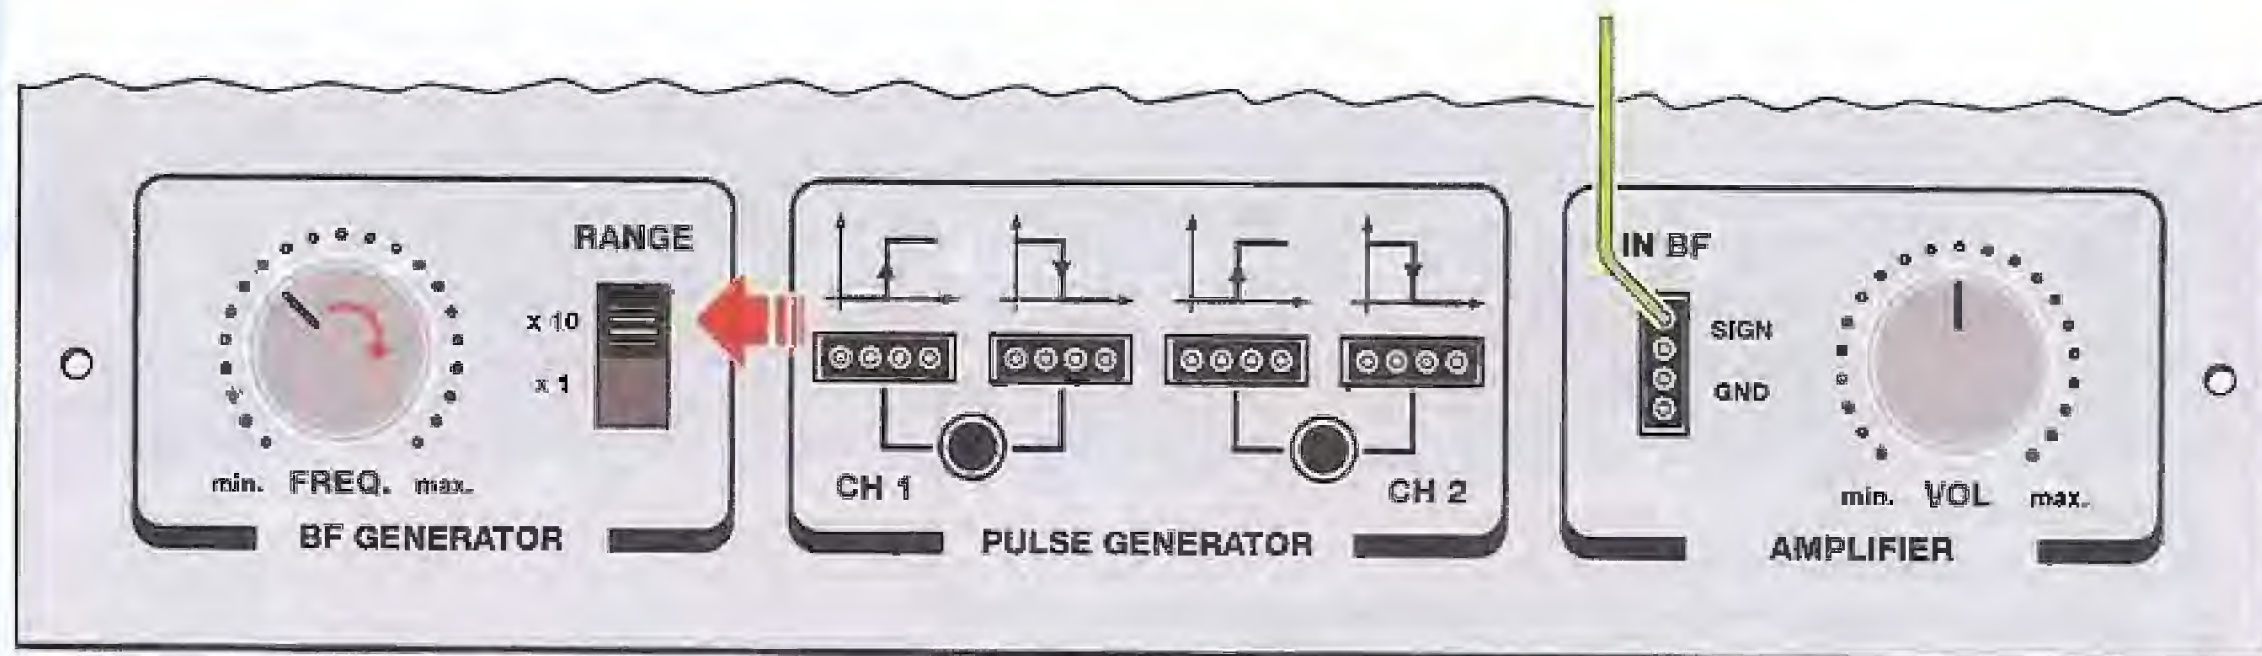 RANGE
x 10
x 1
min. FREQ. max.
BF GENERATOR
CH 1
CH 2
PULSE GENERATOR
IN BF
SIGN
GND
min. VOL max.
AMPLIFIER